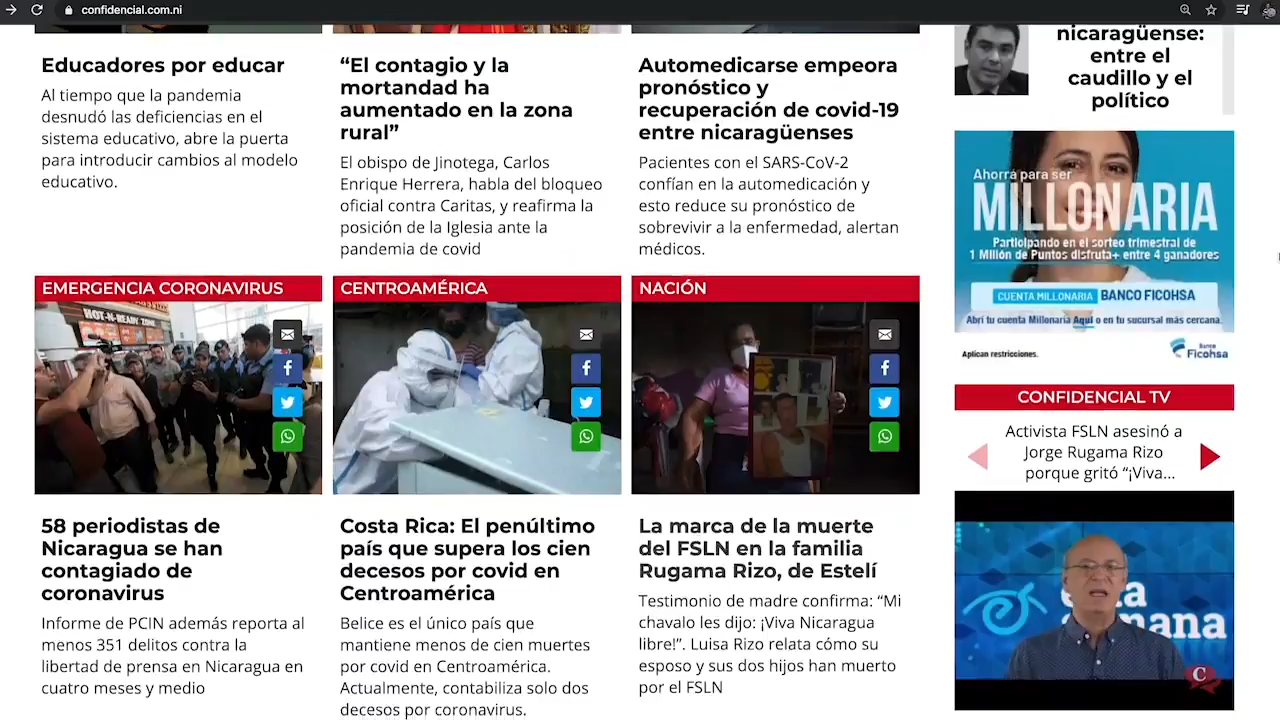 confidencial.com.ni
Educadores por educar
Al tiempo que la pandemia
desnudó las deficiencias en el
sistema educativo, abre la puerta
para introducir cambios al modelo
educativo.
“El contagio y la
mortandad ha
aumentado en la zona
rural”
El obispo de Jinotega, Carlos
Enrique Herrera, habla del bloqueo
oficial contra Caritas, y reafirma la
posición de la Iglesia ante la
pandemia de covid
Automedicarse empeora
pronóstico y
recuperación de covid-19
entre nicaragüenses
Pacientes con el SARS-CoV-2
confían en la automedicación y
esto reduce su pronóstico de
sobrevivir a la enfermedad, alertan
médicos.
EMERGENCIA CORONAVIRUS
HOT-N-READY ZONE
58 periodistas de
Nicaragua se han
contagiado de
coronavirus
Informe de PCIN además reporta al
menos 351 delitos contra la
libertad de prensa en Nicaragua en
cuatro meses y medio
CENTROAMÉRICA
Costa Rica: El penúltimo
país que supera los cien
decesos por covid en
Centroamérica
Belice es el único país que
mantiene menos de cien muertes
por covid en Centroamérica.
Actualmente, contabiliza solo dos
decesos por coronavirus.
NACIÓN
La marca de la muerte
del FSLN en la familia
Rugama Rizo, de Estelí
Testimonio de madre confirma: “Mi
chavalo les dijo: ¡Viva Nicaragua
libre!”. Luisa Rizo relata cómo su
esposo y sus dos hijos han muerto
por el FSLN
nicaragüense:
entre el
caudillo y el
político
Ahorrá para ser
MILLONARIA
Participando en el sorteo trimestral de
1 Millón de Puntos disfruta+ entre 4 ganadores
CUENTA MILLONARIA BANCO FICOHSA
Abrí tu cuenta Millonaria Aquí o en tu sucursal más cercana.
Aplican restricciones.
Banco
Ficohsa
CONFIDENCIAL TV
Activista FSLN asesinó a
Jorge Rugama Rizo
porque gritó “¡Viva...
C